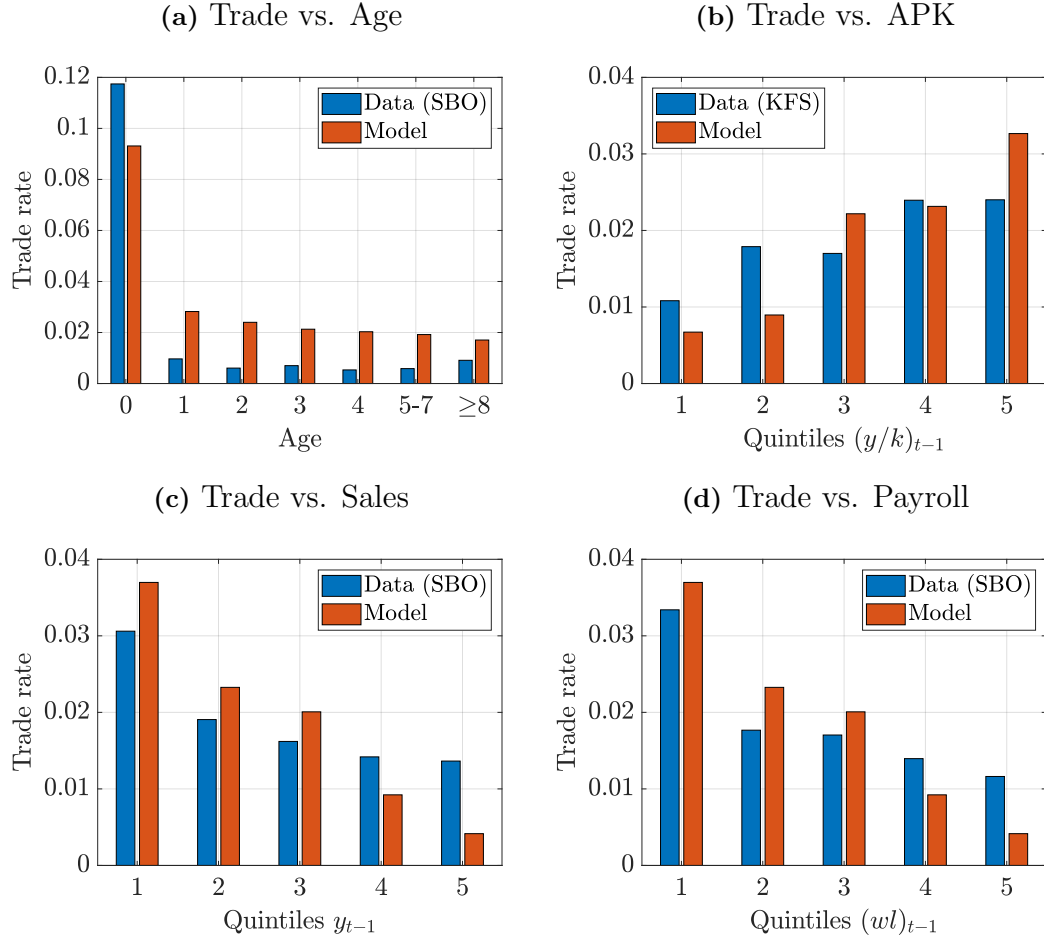 (a) Trade vs. Age
0.12
0.1
0.08
0.06
0.04
0.02
0
Trade rate
Data (SBO)
Model
0 1 2 3 4 5-7 ≥8
Age
(b) Trade vs. APK
0.04
0.03
0.02
0.01
0
Trade rate
Data (KFS)
Model
1 2 3 4 5
Quintiles (y/k)t−1
(c) Trade vs. Sales
0.04
0.03
0.02
0.01
0
Trade rate
Data (SBO)
Model
1 2 3 4 5
Quintiles yt−1
(d) Trade vs. Payroll
0.04
0.03
0.02
0.01
0
Trade rate
Data (SBO)
Model
1 2 3 4 5
Quintiles (wl)t−1